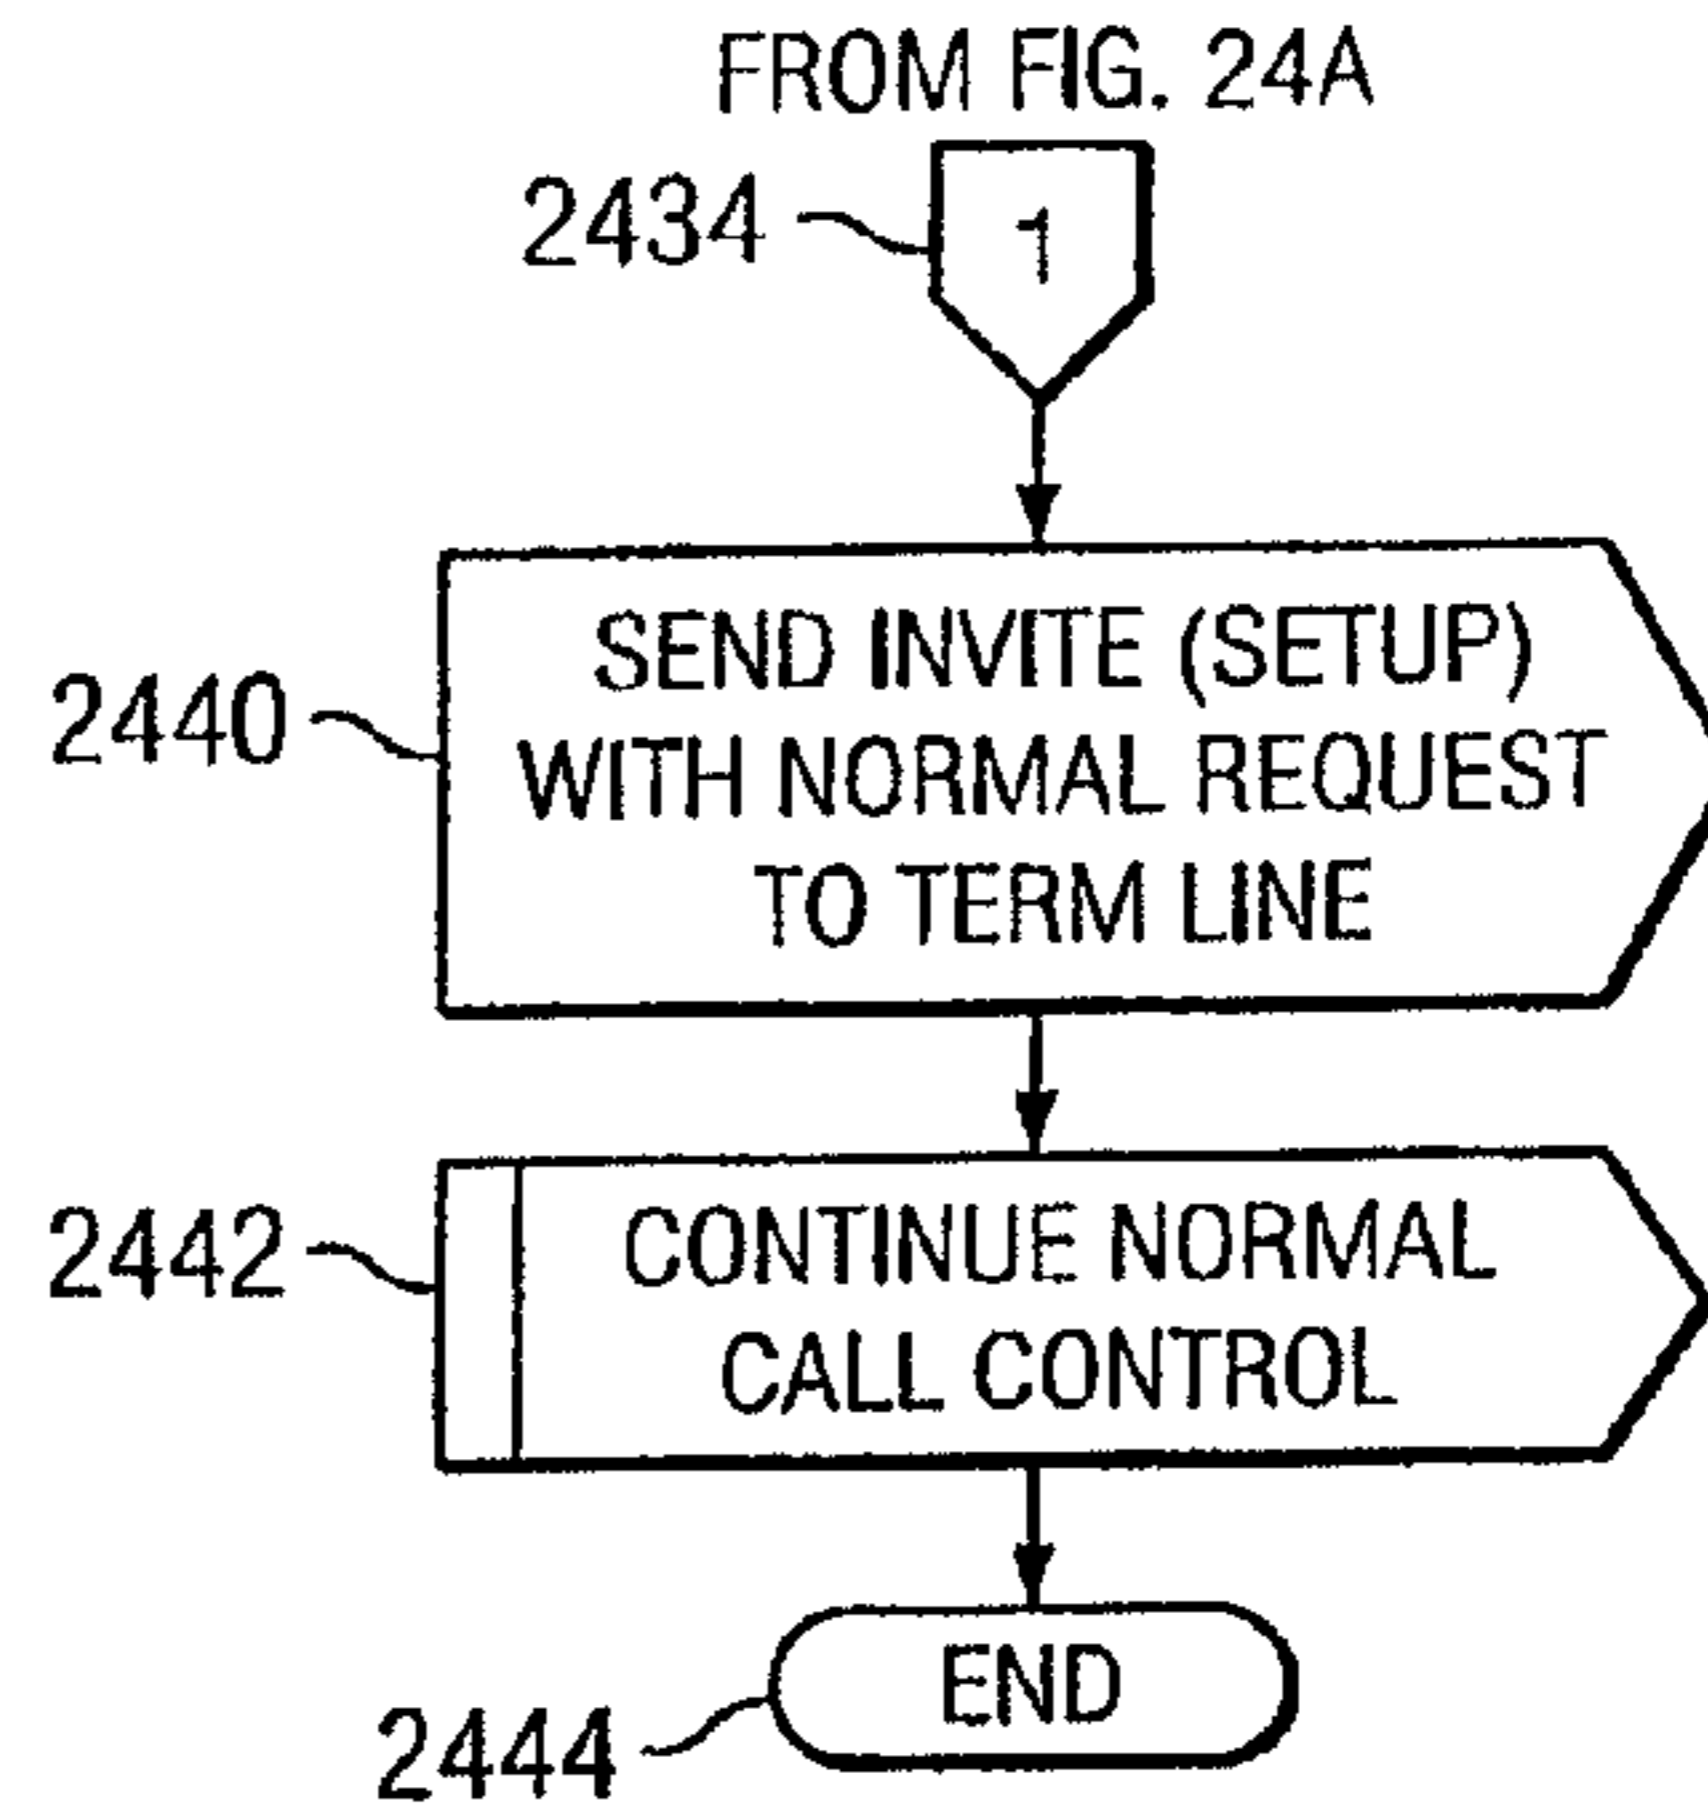 FROM FIG. 24A
2434
1
SEND INVITE (SETUP)
2440
WITH NORMAL REQUEST
TO TERM LINE
2442
CONTINUE NORMAL
CALL CONTROL
END
2444